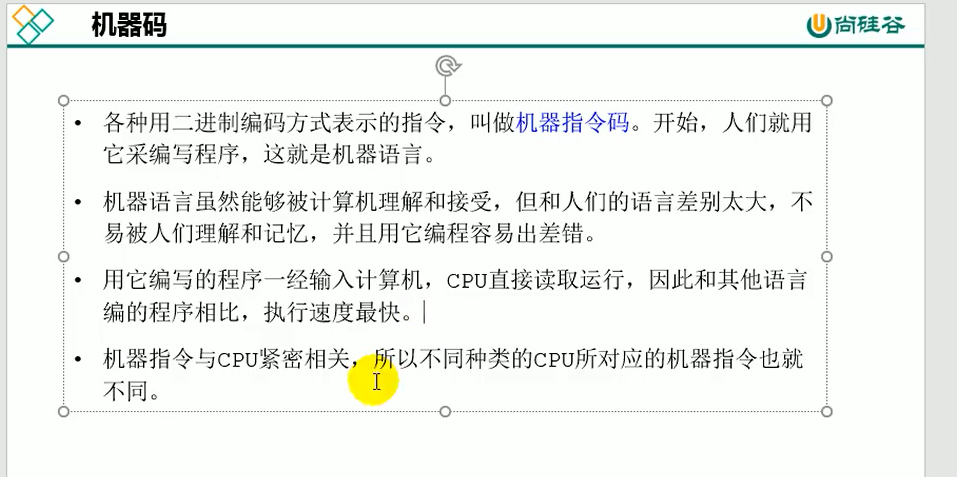 机器码
尚硅谷
• 各种用二进制编码方式表示的指令，叫做机器指令码。开始，人们就用
它采编写程序，这就是机器语言。
• 机器语言虽然能够被计算机理解和接受，但和人们的语言差别太大，不
易被人们理解和记忆，并且用它编程容易出差错。
• 用它编写的程序一经输入计算机，CPU直接读取运行，因此和其他语言
编的程序相比，执行速度最快。
• 机器指令与CPU紧密相关，所以不同种类的CPU所对应的机器指令也就
不同。